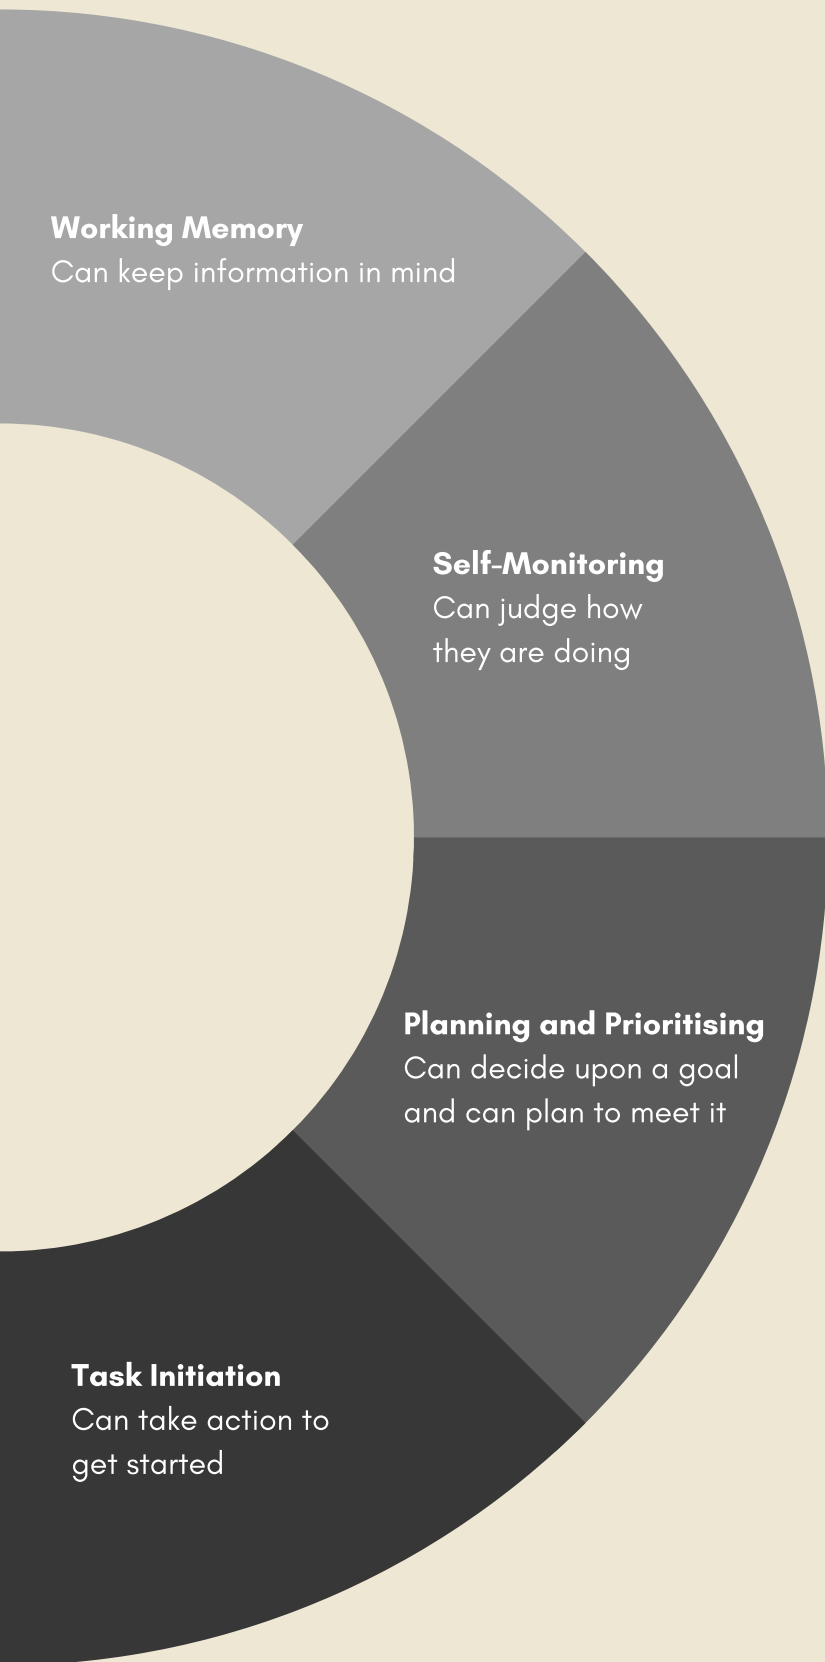 Working Memory
Can keep information in mind
Self-Monitoring
Can judge how
they are doing
Planning and Prioritising
Can decide upon a goal
and can plan to meet it
Task Initiation
Can take action to
get started